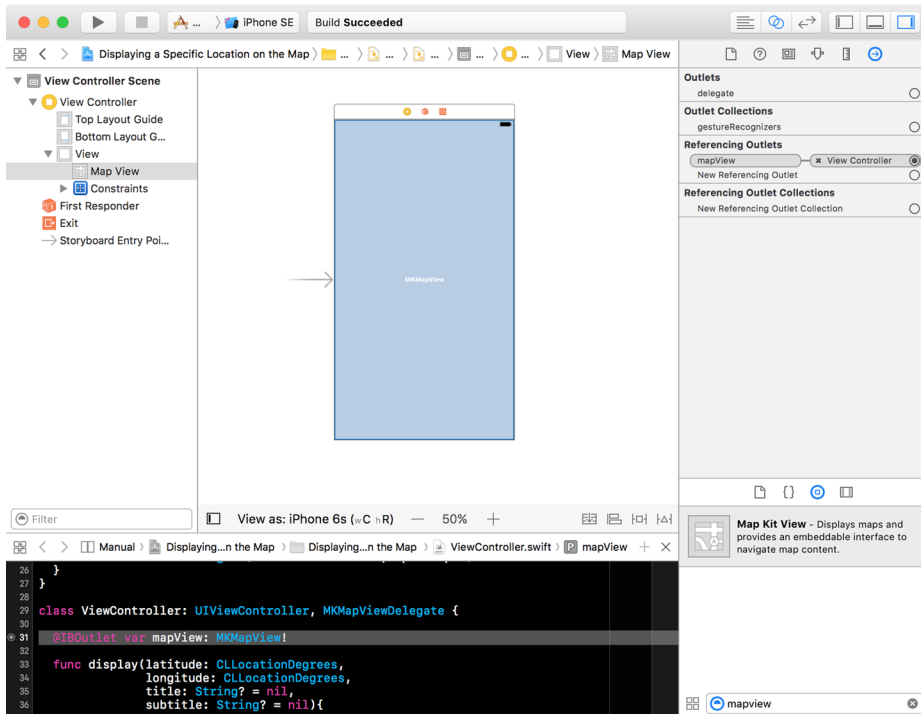 ... iPhone SE Build Succeeded
Displaying a Specific Location on the Map ... ... ... ... ... View Map View
View Controller Scene
View Controller
Top Layout Guide
Bottom Layout G...
View
Map View
Constraints
First Responder
Exit
Storyboard Entry Poi...
Filter
MKMapView
View as: iPhone 6s (wC hR) — 50% +
Outlets
delegate
Outlet Collections
gestureRecognizers
Referencing Outlets
mapView View Controller
New Referencing Outlet
Referencing Outlet Collections
New Referencing Outlet Collection
{}
Map Kit View - Displays maps and
provides an embeddable interface to
navigate map content.
mapview
Manual Displaying...n the Map Displaying...n the Map ViewController.swift P mapView + ×
26 }
27 }
28
29 class ViewController: UIViewController, MKMapViewDelegate {
30
31 @IBOutlet var mapView: MKMapView!
32
33 func display(latitude: CLLocationDegrees,
34 longitude: CLLocationDegrees,
35 title: String? = nil,
36 subtitle: String? = nil){